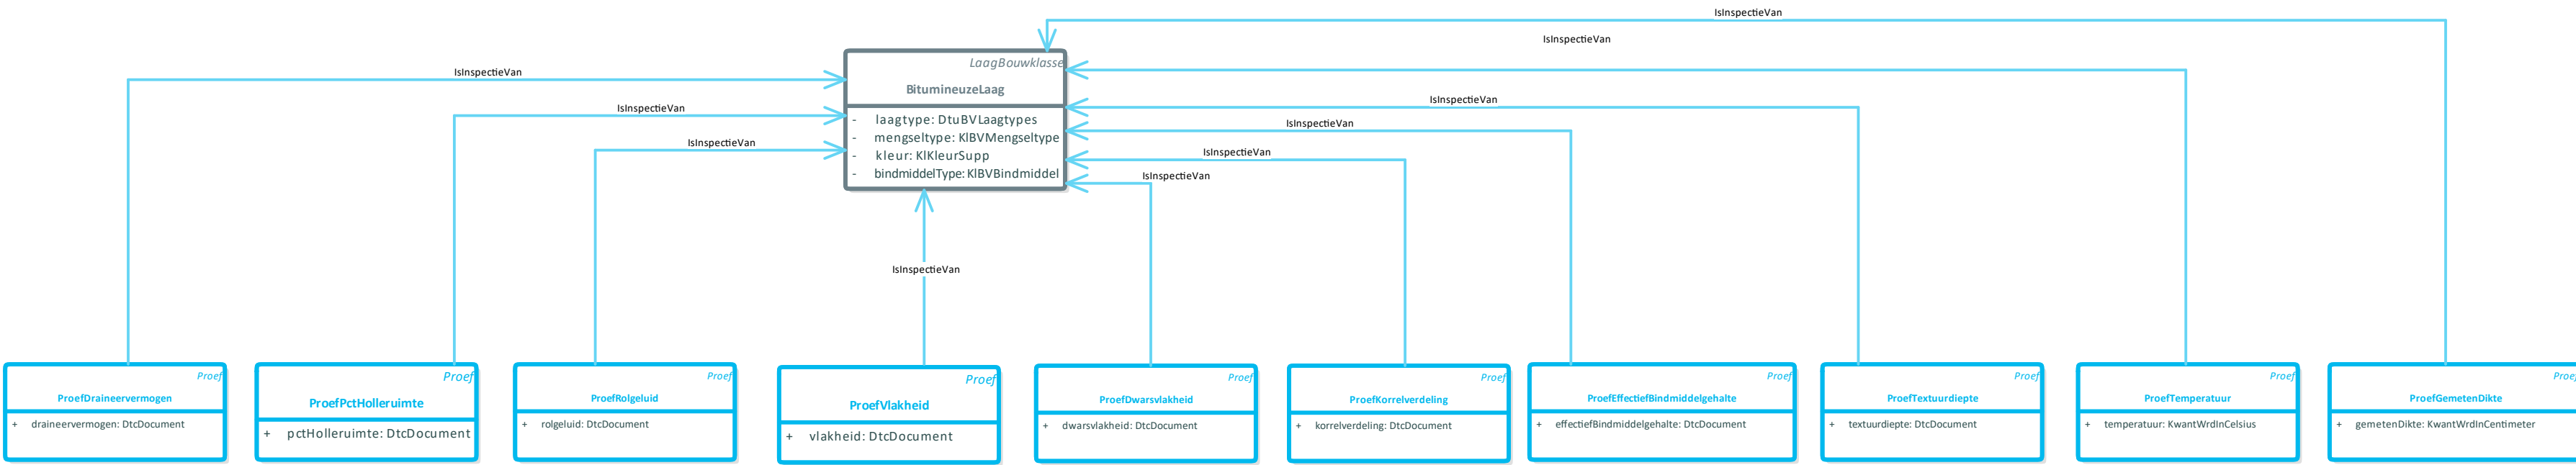 IsInspectieVan
IsInspectieVan
IsInspectieVan
IsInspectieVan
IsInspectieVan
IsInspectieVan
IsInspectieVan
IsInspectieVan
IsInspectieVan
IsInspectieVan
LaagBouwklasse
BitumineuzeLaag
- laagtype: DtuBVLaagtypes
- mengseltype: KlBVMengseltype
- kleur: KlKleurSupp
- bindmiddelType: KlBVBindmiddel
Proef
ProefDraineervermogen
+ draineervermogen: DtcDocument
Proef
ProefPctHolleruimte
+ pctHolleruimte: DtcDocument
Proef
ProefRolgeluid
+ rolgeluid: DtcDocument
Proef
ProefVlakheid
+ vlakheid: DtcDocument
Proef
ProefDwarsvlakheid
+ dwarsvlakheid: DtcDocument
Proef
ProefKorrelverdeling
+ korrelverdeling: DtcDocument
Proef
ProefEffectiefBindmiddelgehalte
+ effectiefBindmiddelgehalte: DtcDocument
Proef
ProefTextuurdiepte
+ textuurdiepte: DtcDocument
Proef
ProefTemperatuur
+ temperatuur: KwantWrdInCelsius
Proef
ProefGemetenDikte
+ gemetenDikte: KwantWrdInCentimeter